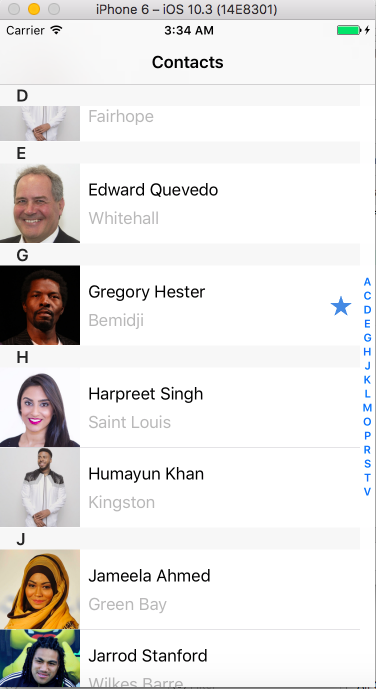 iPhone 6 – iOS 10.3 (14E8301)
Carrier 3:34 AM
Contacts
D
Fairhope
E
Edward Quevedo
Whitehall
G
Gregory Hester
Bemidji
H
Harpreet Singh
Saint Louis
Humayun Khan
Kingston
J
Jameela Ahmed
Green Bay
Jarrod Stanford
Wilkes Barre
A
C
D
E
G
H
J
K
L
M
O
P
R
S
T
V